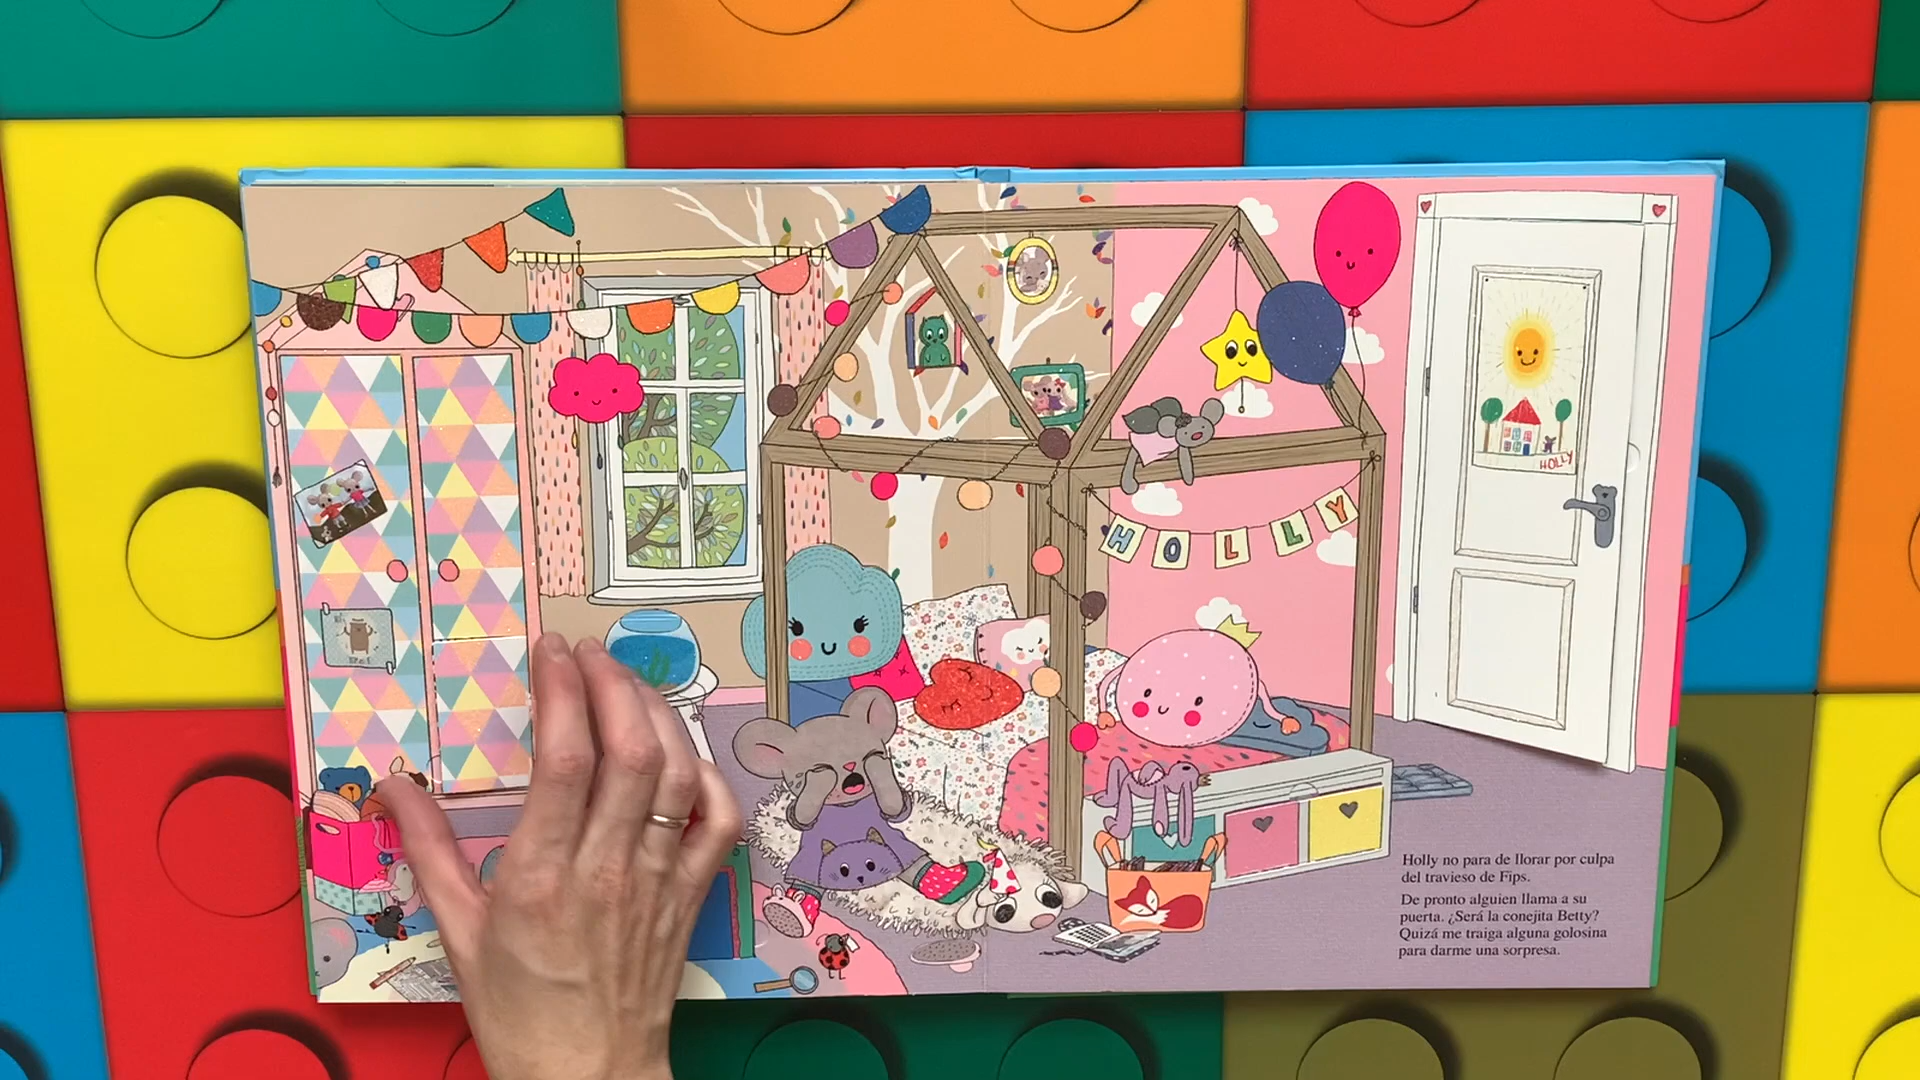 HOLLY
HOLLY
Holly no para de llorar por culpa
del travieso de Fips.
De pronto alguien llama a su
puerta. ¿Será la conejita Betty?
Quizá me traiga alguna golosina
para darme una sorpresa.